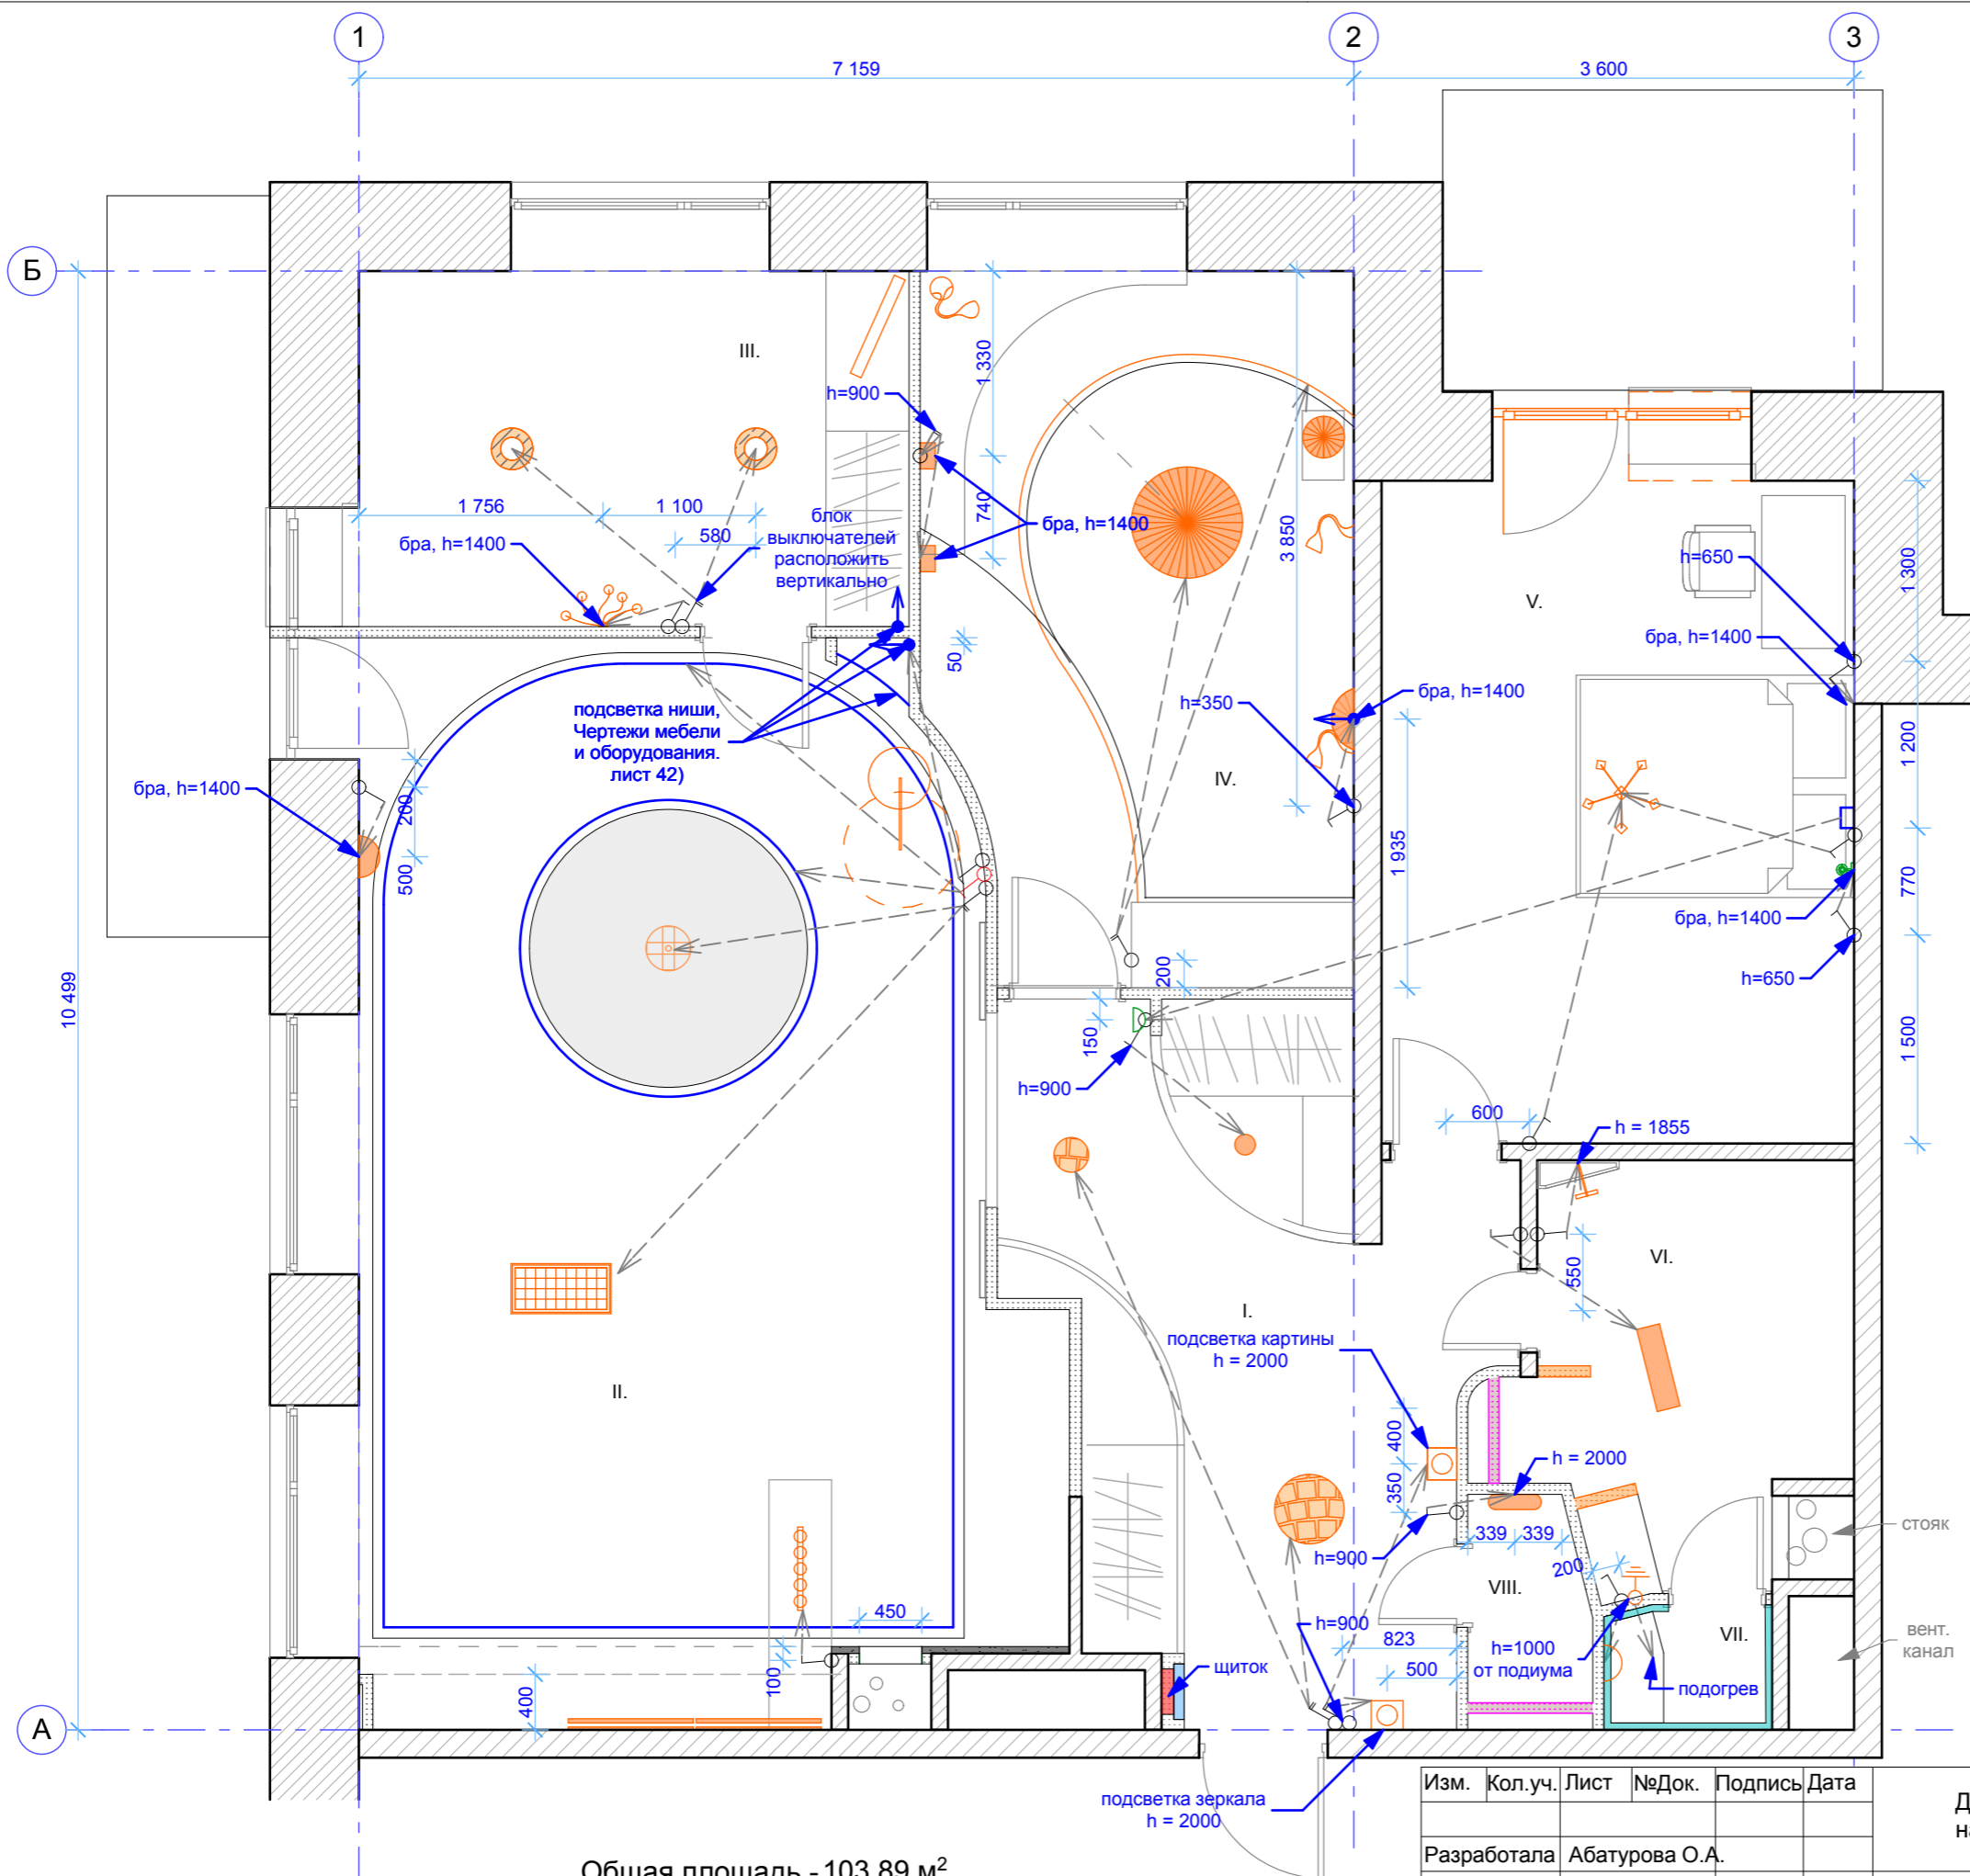 1
2
3
7 159
3 600
Б
III.
1 330
h=900
740
3 850
1 756
1 100
580
блок
выключателей
расположить
вертикально
бра, h=1400
бра, h=1400
h=650
1 300
V.
бра, h=1400
50
h=350
бра, h=1400
подсветка ниши,
Чертежи мебели
и оборудования.
лист 42)
IV.
1 200
бра, h=1400
200
500
1 935
770
бра, h=1400
h=650
10 499
200
150
h=900
1 500
600
h = 1855
VI.
550
I.
подсветка картины
h = 2000
II.
400
350
h = 2000
h=900
339
339
200
стояк
VIII.
h=900
450
823
h=1000
от подиума
VII.
вент.
канал
100
400
щиток
500
подогрев
А
подсветка зеркала
h = 2000
Изм. Кол.уч. Лист №Док. Подпись Дата
Разработала Абатурова О.А.
Общая площадь - 103,89 м²